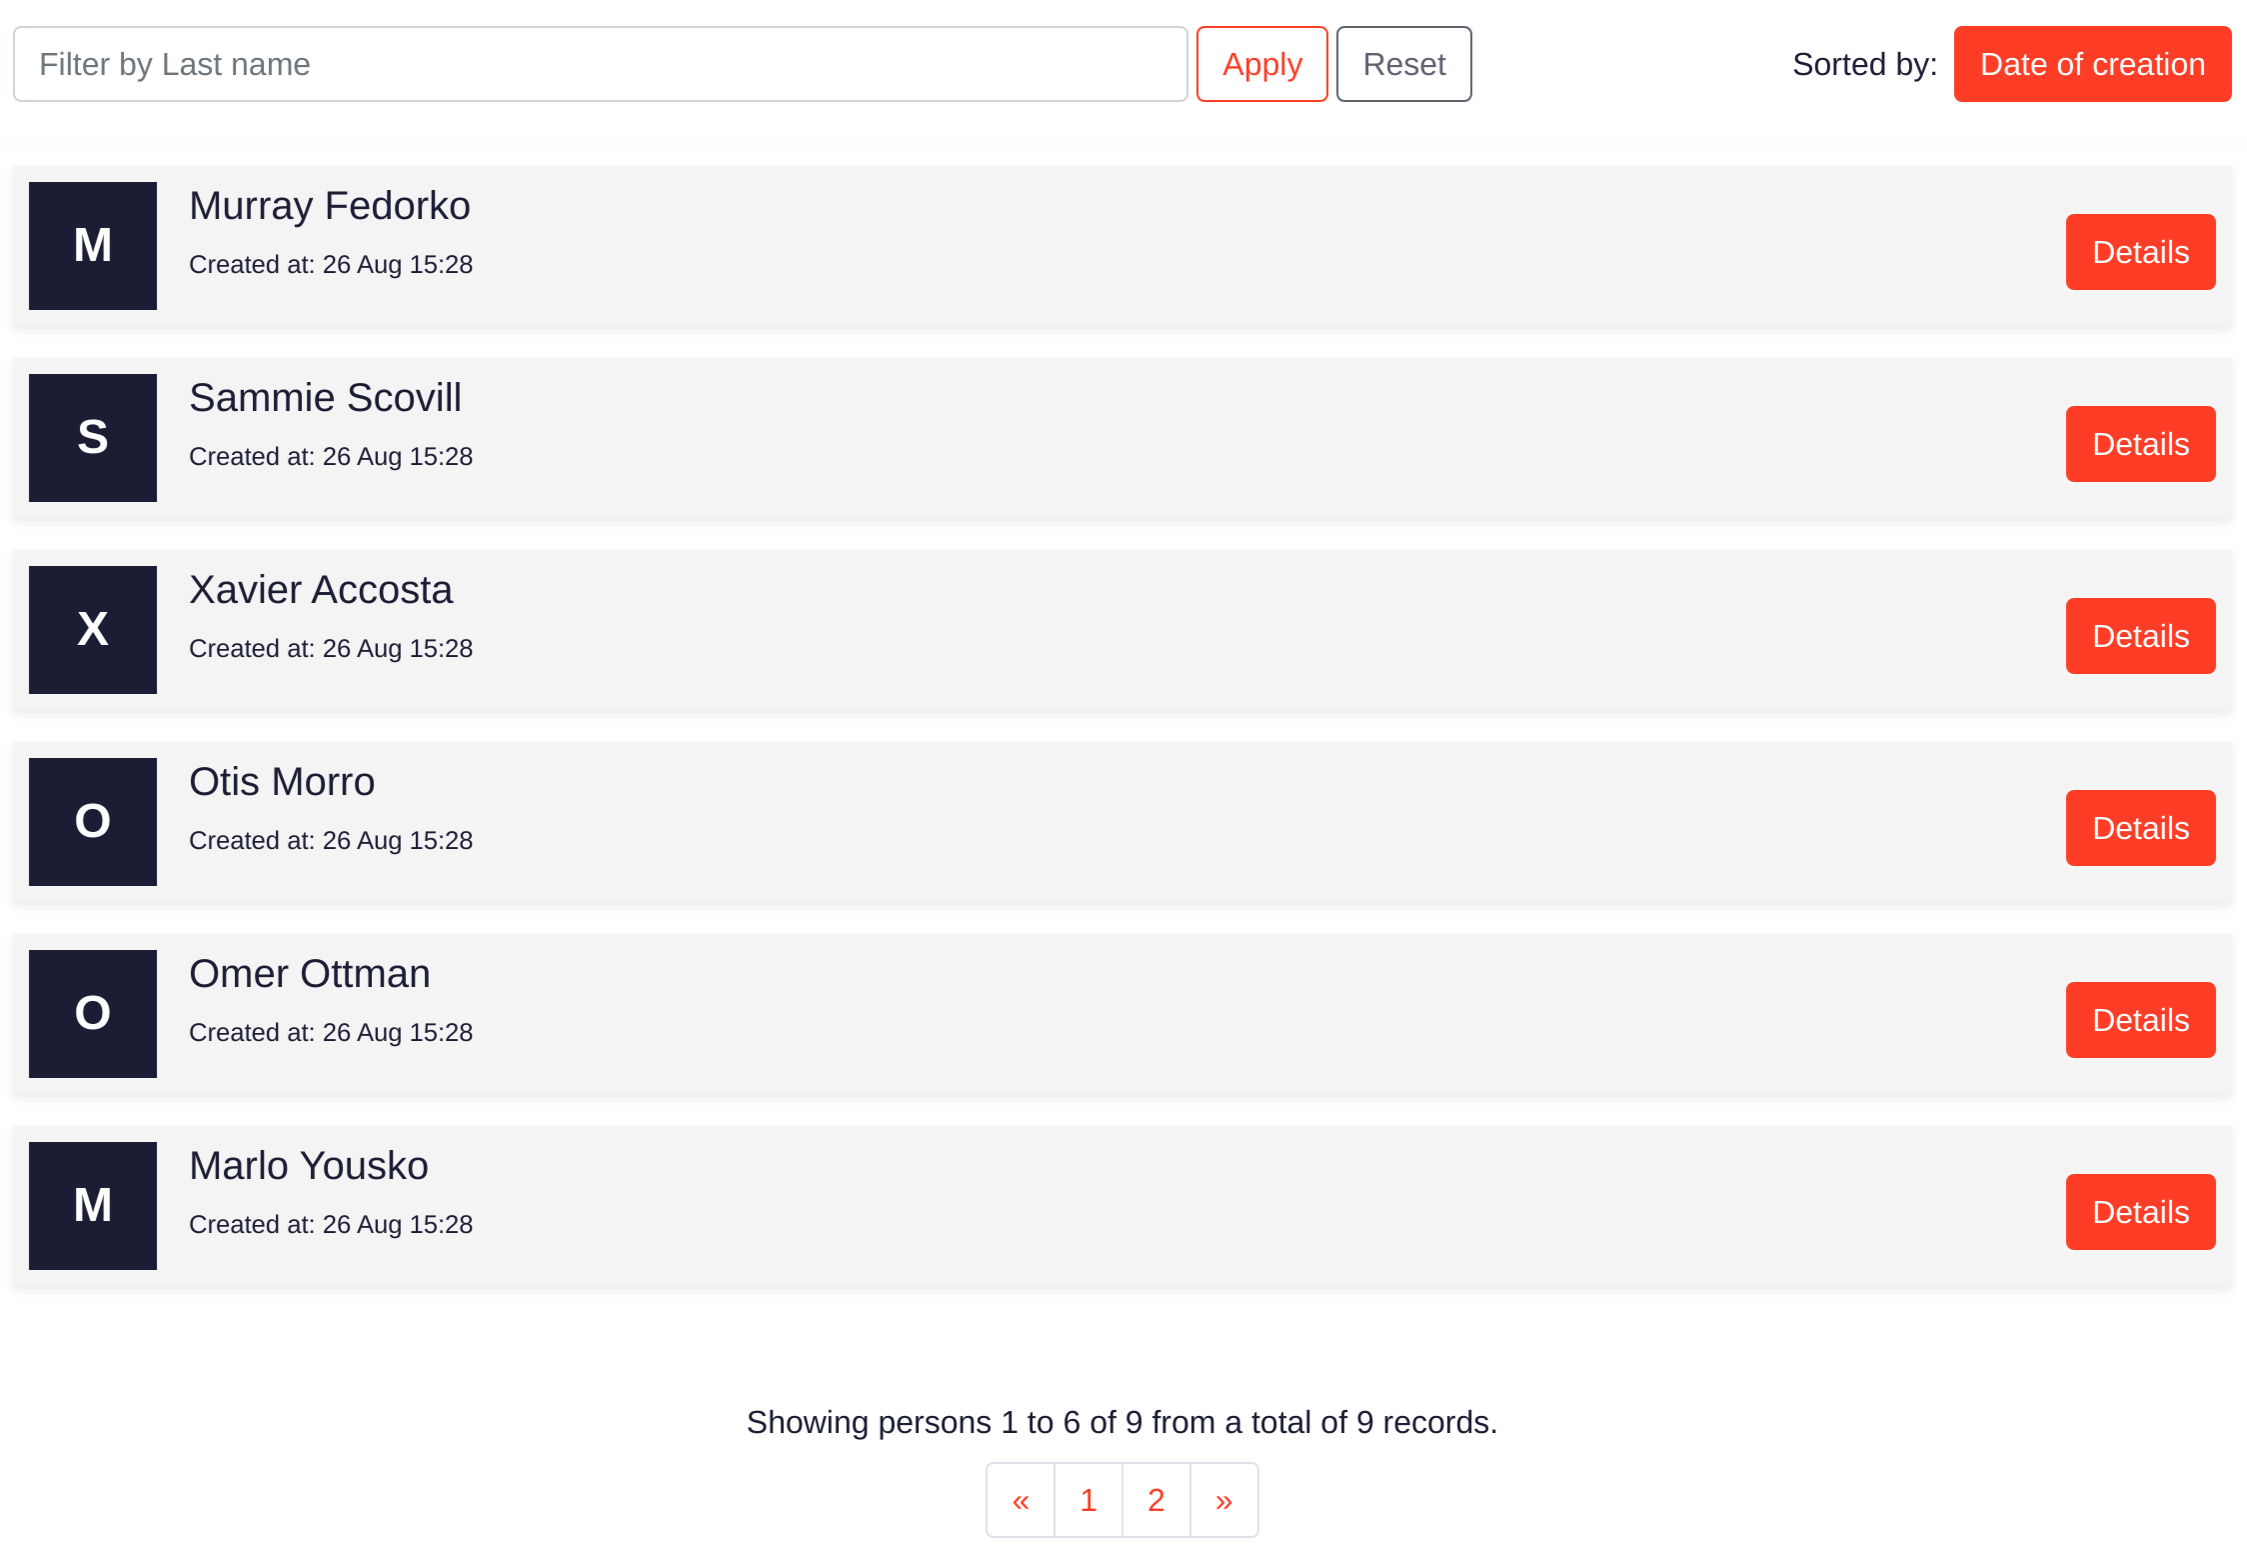 Filter by Last name Apply Reset Sorted by: Date of creation
M Murray Fedorko
Created at: 26 Aug 15:28 Details
S Sammie Scovill
Created at: 26 Aug 15:28 Details
X Xavier Accosta
Created at: 26 Aug 15:28 Details
O Otis Morro
Created at: 26 Aug 15:28 Details
O Omer Ottman
Created at: 26 Aug 15:28 Details
M Marlo Yousko
Created at: 26 Aug 15:28 Details
Showing persons 1 to 6 of 9 from a total of 9 records.
« 1 2 »